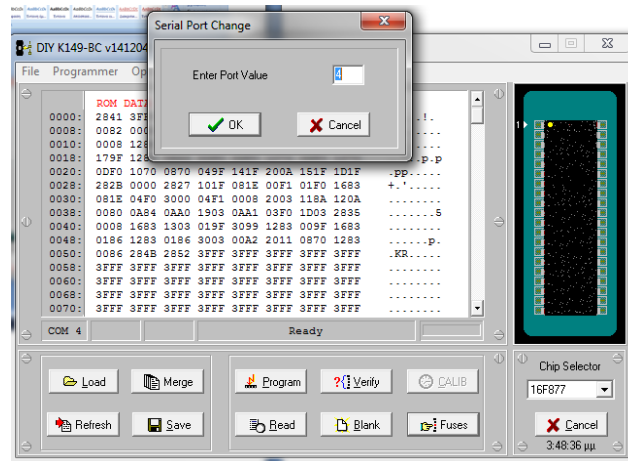 Serial Port Change
DIY K149-BC v14120
File Programmer Op
Enter Port Value 4
OK Cancel
ROM DAT
0000: 2841 3F .!.
0008: 0082 000
0010: 0008 128
0018: 179F 128 .p.p
0020: 0DF0 1070 0870 049F 141F 200A 151F 1D1F .pp.....
0028: 282B 0000 2827 101F 081E 00F1 01F0 1683 +.'.....
0030: 081E 04F0 3000 04F1 0008 2003 118A 120A ........
0038: 0080 0A84 0AA0 1903 0AA1 03F0 1D03 2835 .......5
0040: 0008 1683 1303 019F 3099 1283 009F 1683 ........
0048: 0186 1283 0186 3003 00A2 2011 0870 1283 ......p.
0050: 0086 284B 2852 3FFF 3FFF 3FFF 3FFF 3FFF .KR.....
0058: 3FFF 3FFF 3FFF 3FFF 3FFF 3FFF 3FFF 3FFF ........
0060: 3FFF 3FFF 3FFF 3FFF 3FFF 3FFF 3FFF 3FFF ........
0068: 3FFF 3FFF 3FFF 3FFF 3FFF 3FFF 3FFF 3FFF ........
0070: 3FFF 3FFF 3FFF 3FFF 3FFF 3FFF 3FFF 3FFF ........
1
COM 4 Ready
Load Merge Program ?{ Verify CALIB
Refresh Save Read Blank Fuses
Chip Selector
16F877
Cancel
3:48:36 μμ